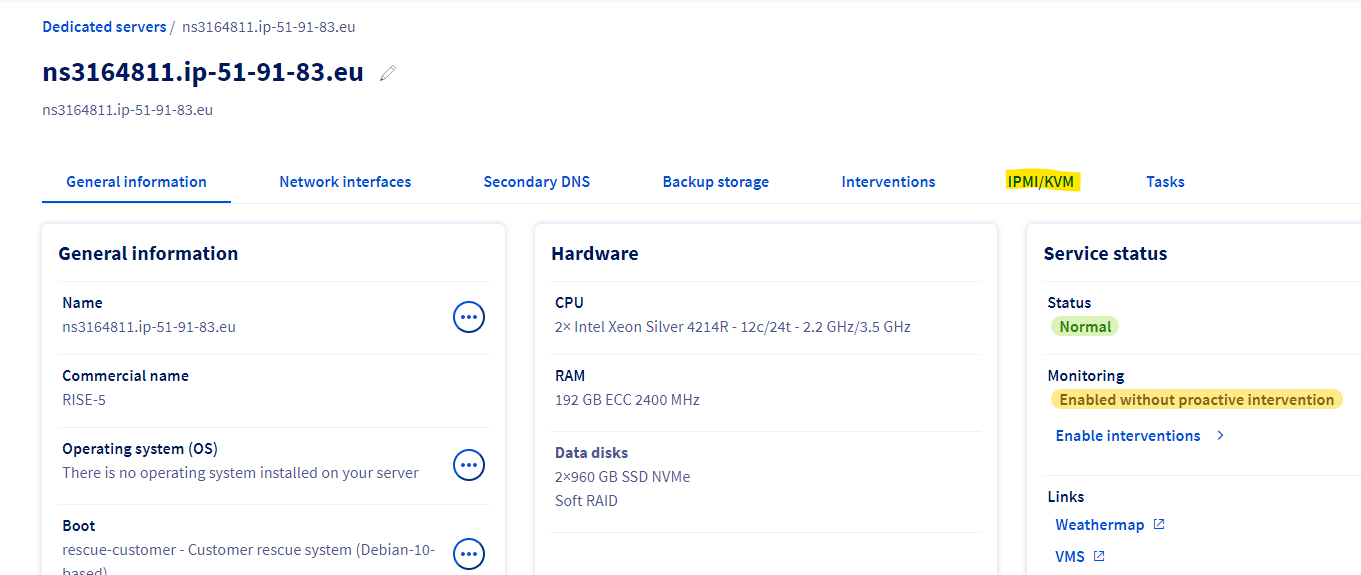 Dedicated servers / ns3164811.ip-51-91-83.eu
ns3164811.ip-51-91-83.eu
ns3164811.ip-51-91-83.eu
General information Network interfaces Secondary DNS Backup storage Interventions IPMI/KVM Tasks
General information
Name
ns3164811.ip-51-91-83.eu
Commercial name
RISE-5
Operating system (OS)
There is no operating system installed on your server
Boot
rescue-customer - Customer rescue system (Debian-10-
based)
Hardware
CPU
2× Intel Xeon Silver 4214R - 12c/24t - 2.2 GHz/3.5 GHz
RAM
192 GB ECC 2400 MHz
Data disks
2×960 GB SSD NVMe
Soft RAID
Service status
Status
Normal
Monitoring
Enabled without proactive intervention
Enable interventions
Links
Weathermap
VMS